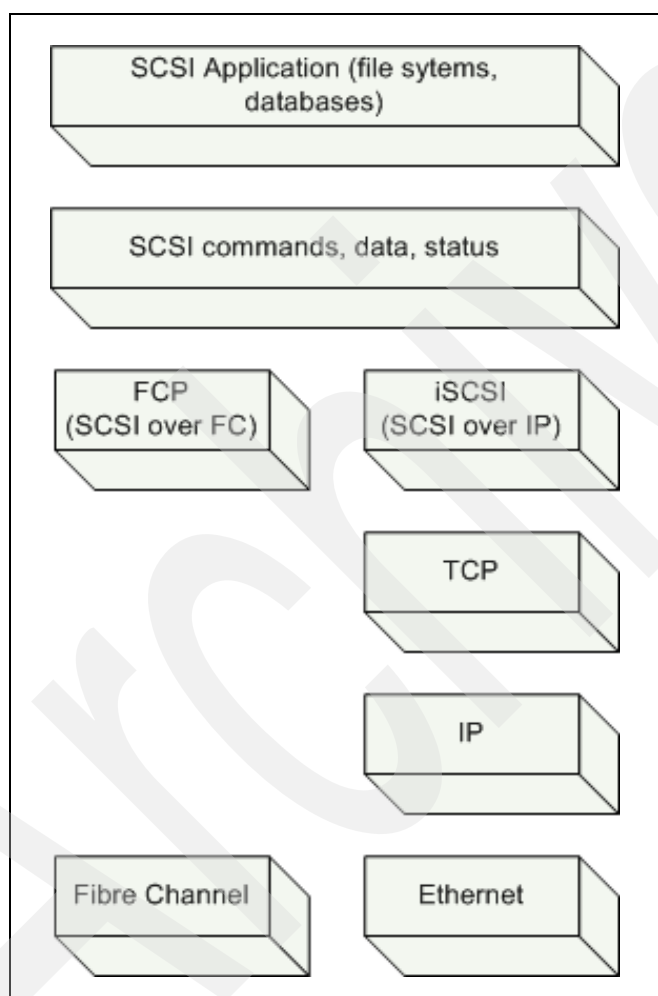 SCSI Application (file sytems,
databases)
SCSI commands, data, status
FCP
(SCSI over FC)
iSCSI
(SCSI over IP)
TCP
IP
Fibre Channel
Ethernet